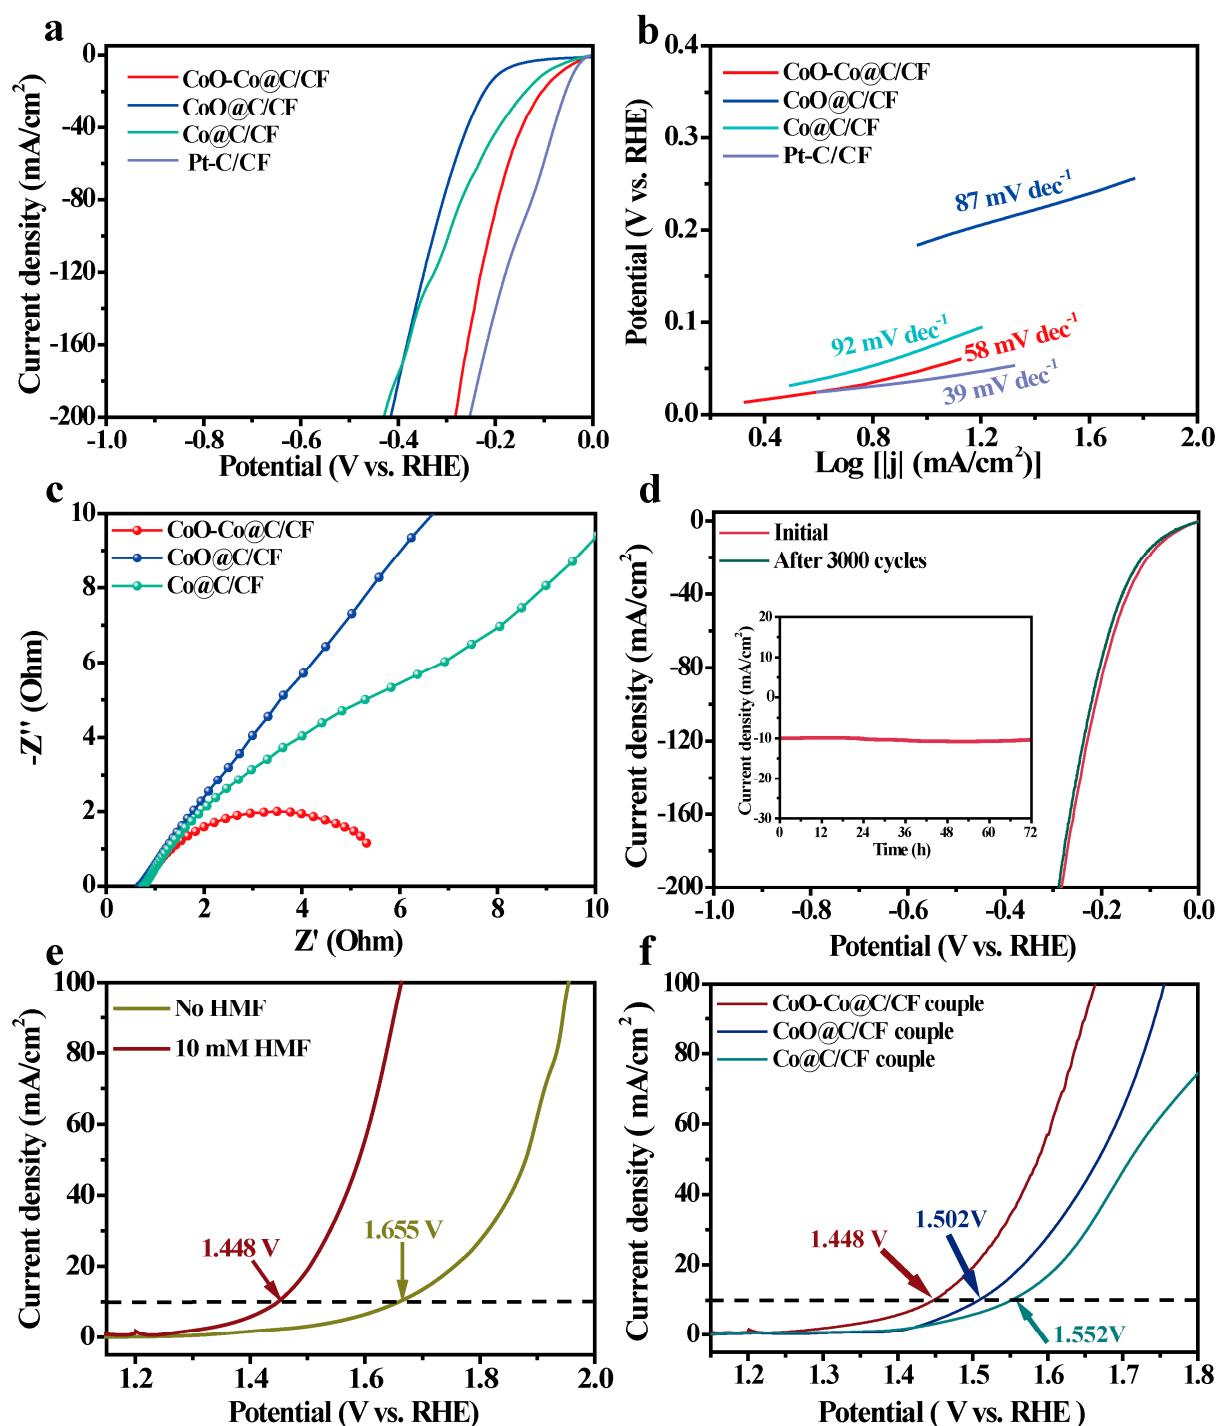 a
CoO-Co@C/CF
CoO@C/CF
Co@C/CF
Pt-C/CF
0
-40
-80
-120
-160
-200
-1.0 -0.8 -0.6 -0.4 -0.2 0.0
Current density (mA/cm²)
Potential (V vs. RHE)
b
CoO-Co@C/CF
CoO@C/CF
Co@C/CF
Pt-C/CF
87 mV dec⁻¹
92 mV dec⁻¹
58 mV dec⁻¹
39 mV dec⁻¹
0.4
0.3
0.2
0.1
0.0
0.4 0.8 1.2 1.6 2.0
Potential (V vs. RHE)
Log [|j| (mA/cm²)]
c
CoO-Co@C/CF
CoO@C/CF
Co@C/CF
10
8
6
4
2
0
0 2 4 6 8 10
-Z'' (Ohm)
Z' (Ohm)
d
Initial
After 3000 cycles
0
-40
-80
-120
-160
-200
-1.0 -0.8 -0.6 -0.4 -0.2 0.0
Current density (mA/cm²)
Potential (V vs. RHE)
20
10
0
-10
-20
-30
0 12 24 36 48 60 72
Current density (mA/cm²)
Time (h)
e
No HMF
10 mM HMF
1.448 V
1.655 V
100
80
60
40
20
0
1.2 1.4 1.6 1.8 2.0
Current density (mA/cm²)
Potential (V vs. RHE)
f
CoO-Co@C/CF couple
CoO@C/CF couple
Co@C/CF couple
1.448 V
1.502V
1.552V
100
80
60
40
20
0
1.2 1.3 1.4 1.5 1.6 1.7 1.8
Current density ( mA/cm² )
Potential ( V vs. RHE )